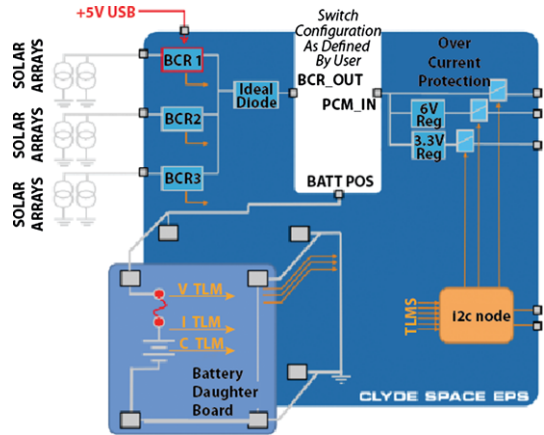 +5V USB
Switch
Configuration
As Defined
By User
SOLAR
ARRAYS
BCR 1
BCR_OUT
PCM_IN
Over
Current
Protection
Ideal
Diode
SOLAR
ARRAYS
BCR2
6V
Reg
3.3V
Reg
SOLAR
ARRAYS
BCR3
BATT POS
V TLM
I TLM
C TLM
TLMS
i2c node
Battery
Daughter
Board
CLYDE SPACE EPS